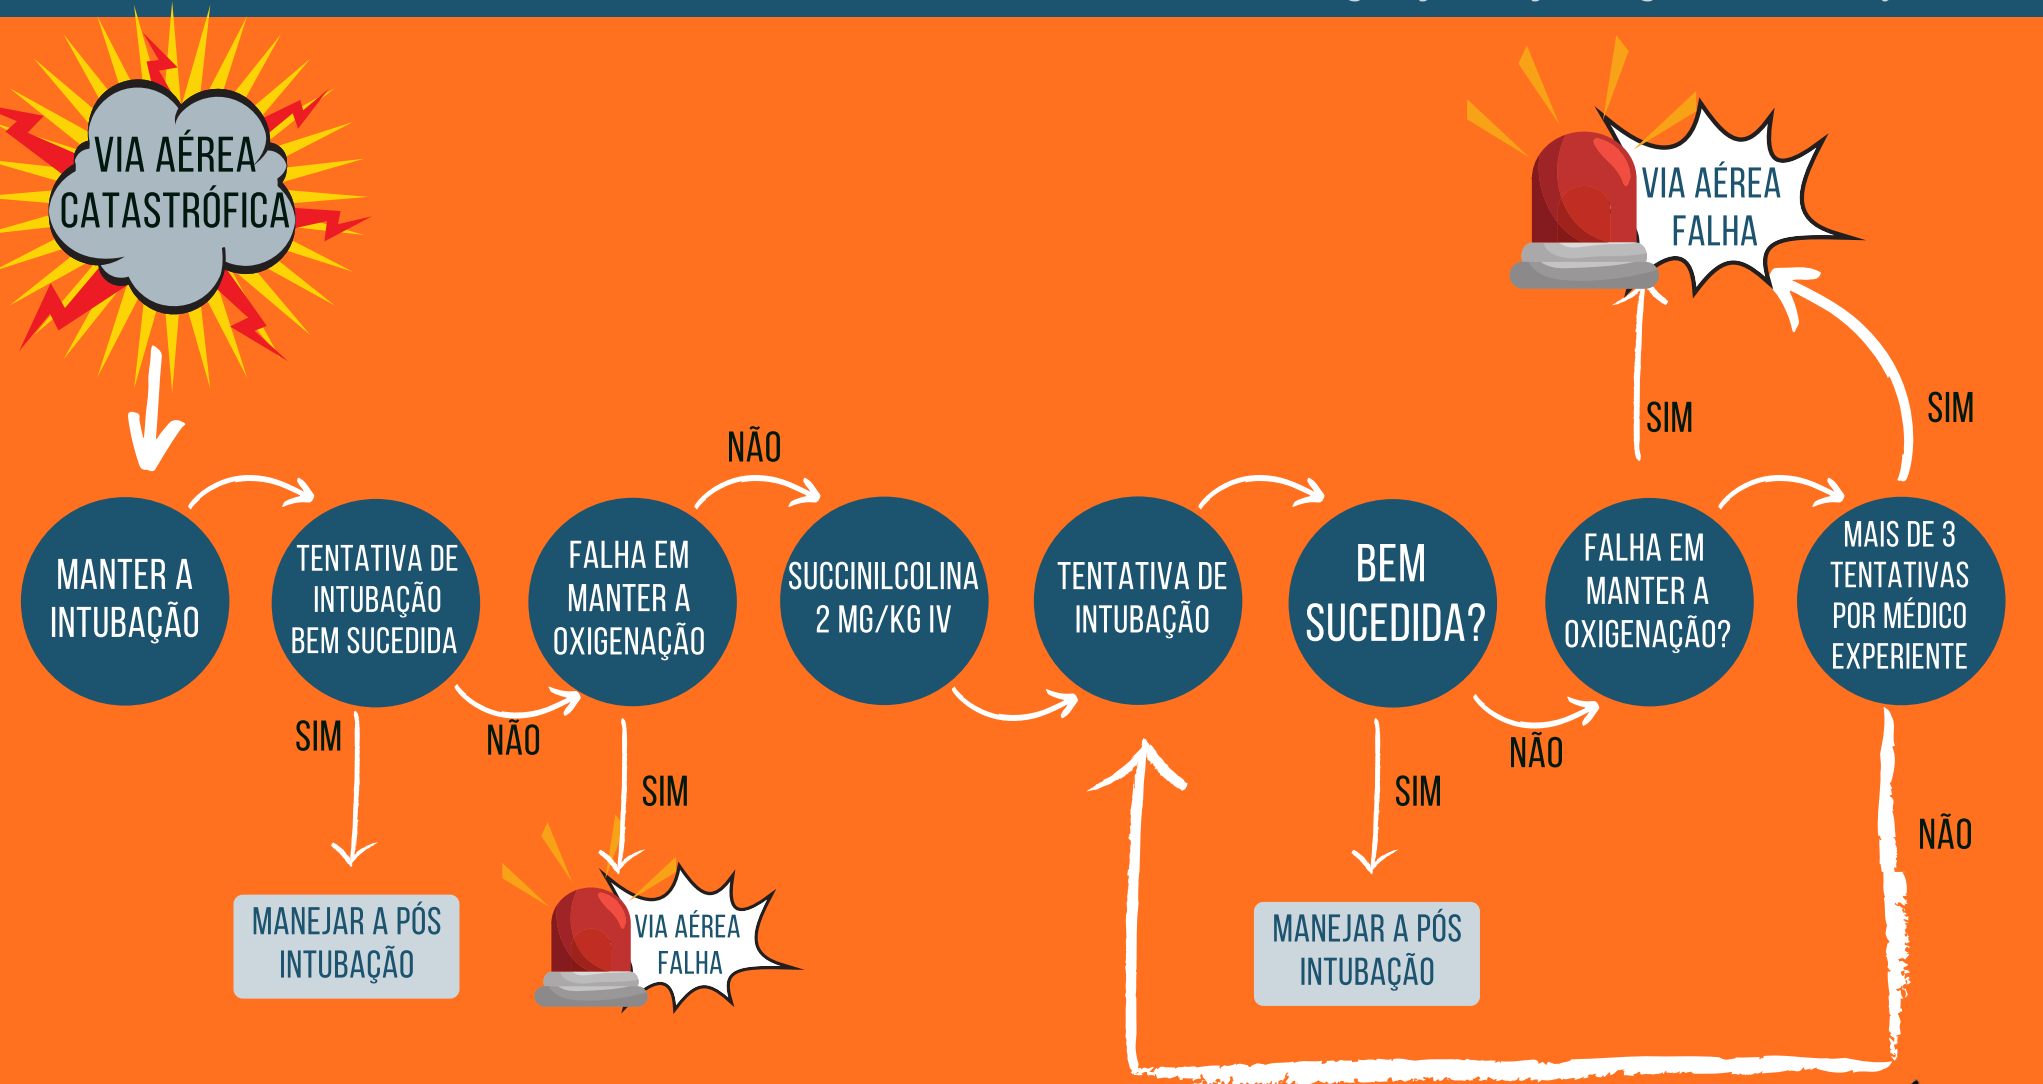 VIA AÉREA
CATASTRÓFICA
VIA AÉREA
FALHA
SIM
SIM
NÃO
MANTER A
INTUBAÇÃO
TENTATIVA DE
INTUBAÇÃO
BEM SUCEDIDA
FALHA EM
MANTER A
OXIGENAÇÃO
SUCCINILCOLINA
2 MG/KG IV
TENTATIVA DE
INTUBAÇÃO
BEM
SUCEDIDA?
FALHA EM
MANTER A
OXIGENAÇÃO?
MAIS DE 3
TENTATIVAS
POR MÉDICO
EXPERIENTE
SIM
NÃO
SIM
SIM
NÃO
NÃO
MANEJAR A PÓS
INTUBAÇÃO
VIA AÉREA
FALHA
MANEJAR A PÓS
INTUBAÇÃO